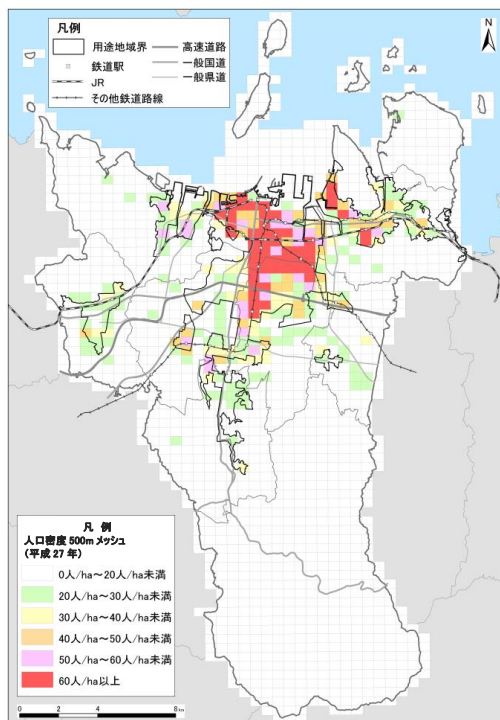 凡例
用途地域界
鉄道駅
JR
その他鉄道路線
高速道路
一般国道
一般県道
N
凡 例
人口密度 500m メッシュ
(平成 27 年)
0人/ha～20人/ha未満
20人/ha～30人/ha未満
30人/ha～40人/ha未満
40人/ha～50人/ha未満
50人/ha～60人/ha未満
60人/ha以上
0 2 4 8 km